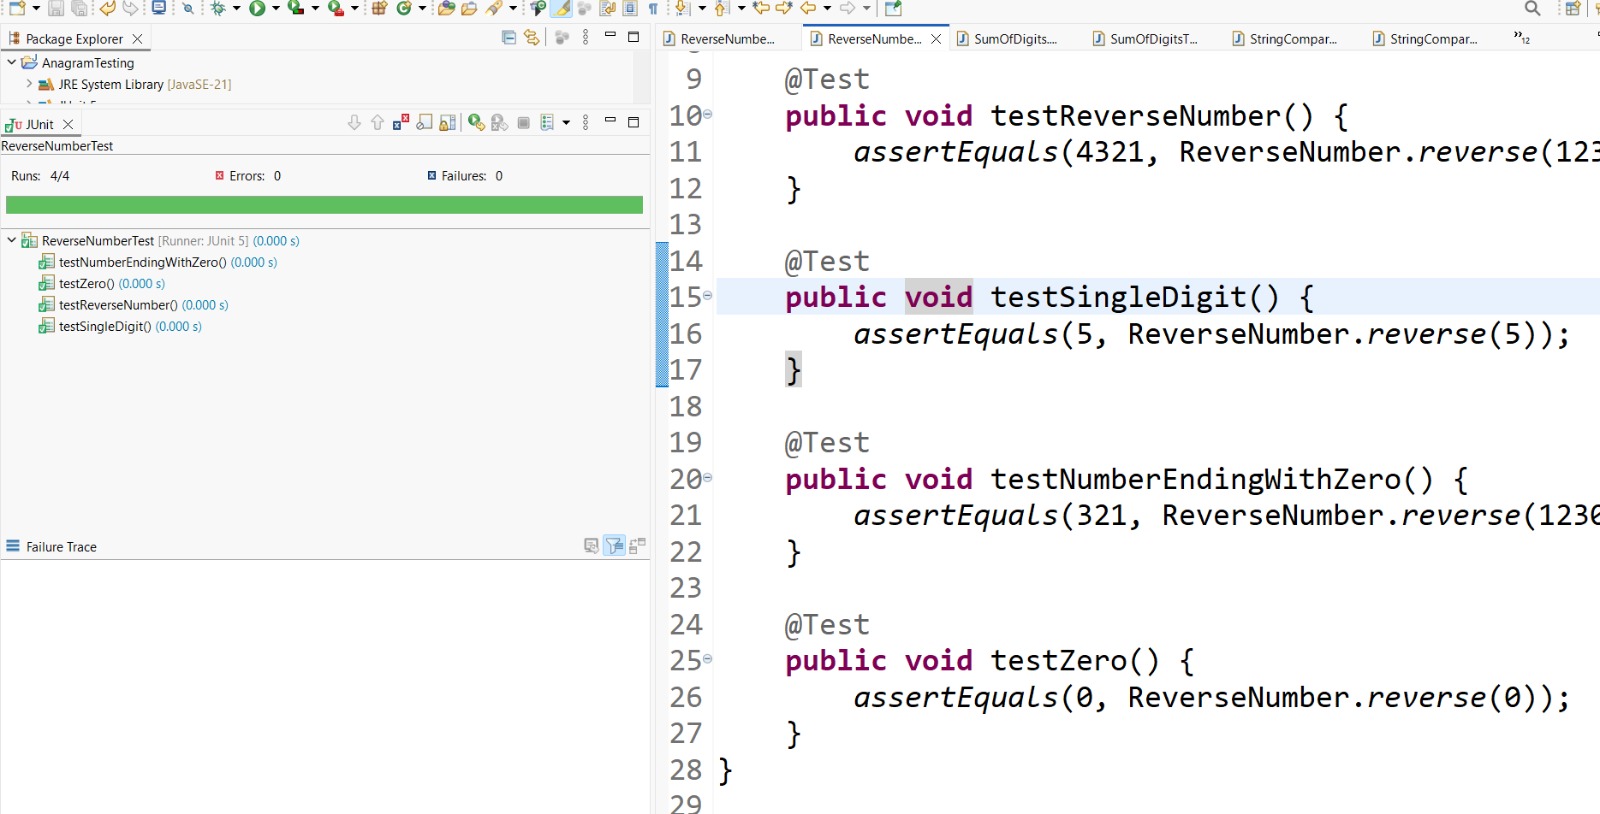 Package Explorer
AnagramTesting
JRE System Library [JavaSE-21]
JUnit
ReverseNumberTest
Runs: 4/4 Errors: 0 Failures: 0
ReverseNumberTest [Runner: JUnit 5] (0.000 s)
testNumberEndingWithZero() (0.000 s)
testZero() (0.000 s)
testReverseNumber() (0.000 s)
testSingleDigit() (0.000 s)
Failure Trace
ReverseNumbe... ReverseNumbe... SumOfDigits.... SumOfDigitsT... StringCompar... StringCompar... »12
9 @Test
10 public void testReverseNumber() {
11 assertEquals(4321, ReverseNumber.reverse(123
12 }
13
14 @Test
15 public void testSingleDigit() {
16 assertEquals(5, ReverseNumber.reverse(5));
17 }
18
19 @Test
20 public void testNumberEndingWithZero() {
21 assertEquals(321, ReverseNumber.reverse(1230
22 }
23
24 @Test
25 public void testZero() {
26 assertEquals(0, ReverseNumber.reverse(0));
27 }
28 }
29